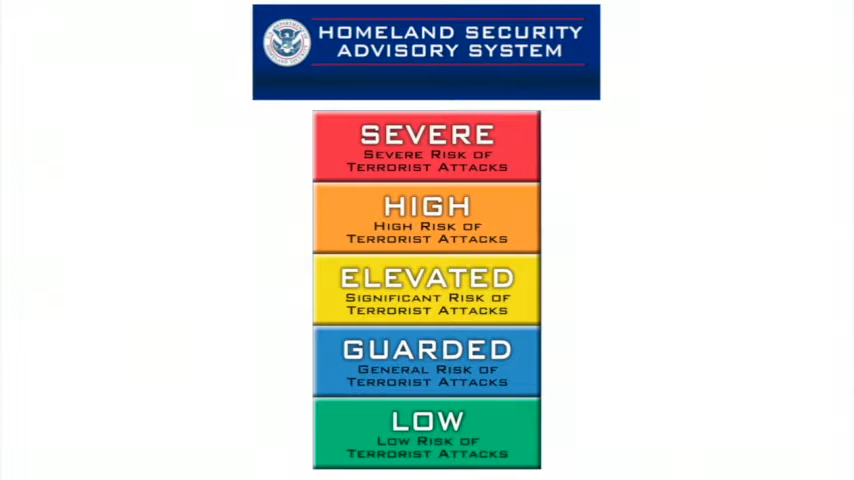 HOMELAND SECURITY
ADVISORY SYSTEM
SEVERE
SEVERE RISK OF
TERRORIST ATTACKS
HIGH
HIGH RISK OF
TERRORIST ATTACKS
ELEVATED
SIGNIFICANT RISK OF
TERRORIST ATTACKS
GUARDED
GENERAL RISK OF
TERRORIST ATTACKS
LOW
LOW RISK OF
TERRORIST ATTACKS